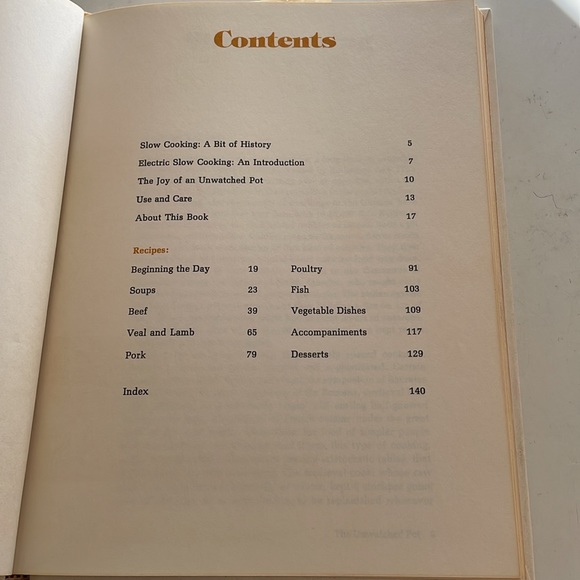 Contents
Slow Cooking: A Bit of History 5
Electric Slow Cooking: An Introduction 7
The Joy of an Unwatched Pot 10
Use and Care 13
About This Book 17
Recipes:
Beginning the Day 19 Poultry 91
Soups 23 Fish 103
Beef 39 Vegetable Dishes 109
Veal and Lamb 65 Accompaniments 117
Pork 79 Desserts 129
Index 140